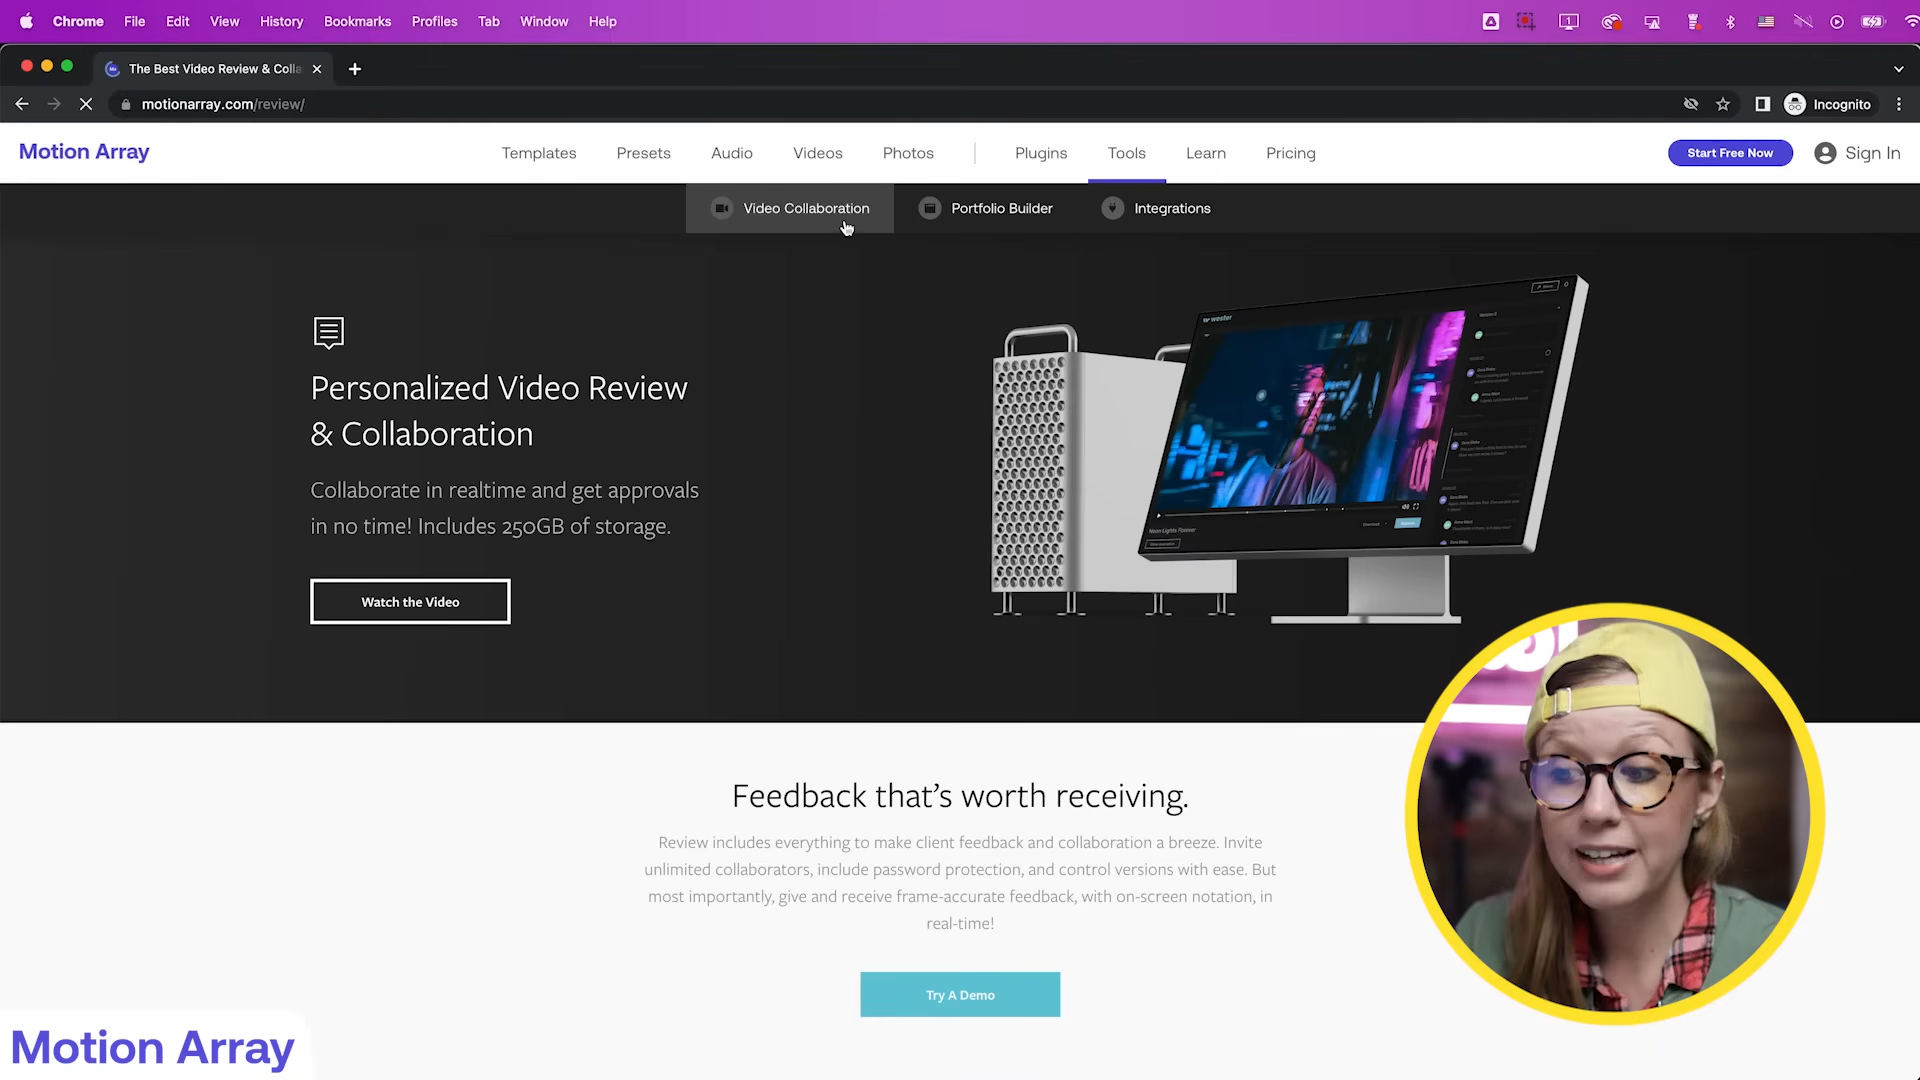 Chrome File Edit View History Bookmarks Profiles Tab Window Help
The Best Video Review & Colla
motionarray.com/review/
Incognito
Motion Array
Templates Presets Audio Videos Photos Plugins Tools Learn Pricing
Start Free Now
Sign In
Video Collaboration Portfolio Builder Integrations
Personalized Video Review
& Collaboration
Collaborate in realtime and get approvals
in no time! Includes 250GB of storage.
Watch the Video
wester
Neon Lights Forever
Feedback that’s worth receiving.
Review includes everything to make client feedback and collaboration a breeze. Invite
unlimited collaborators, include password protection, and control versions with ease. But
most importantly, give and receive frame-accurate feedback, with on-screen notation, in
real-time!
Try A Demo
Motion Array